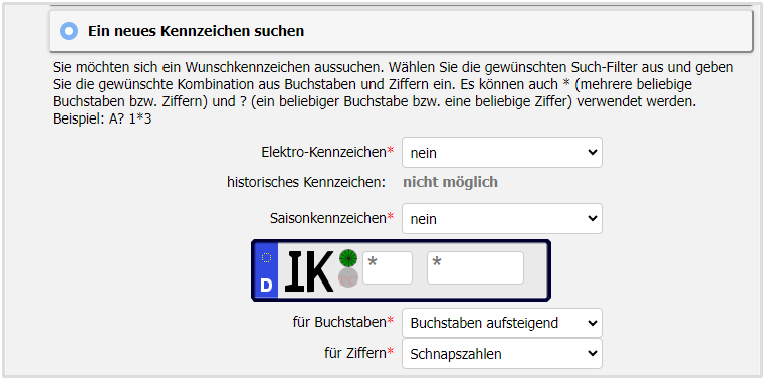 Ein neues Kennzeichen suchen
Sie möchten sich ein Wunschkennzeichen aussuchen. Wählen Sie die gewünschten Such-Filter aus und geben
Sie die gewünschte Kombination aus Buchstaben und Ziffern ein. Es können auch * (mehrere beliebige
Buchstaben bzw. Ziffern) und ? (ein beliebiger Buchstabe bzw. eine beliebige Ziffer) verwendet werden.
Beispiel: A? 1*3
Elektro-Kennzeichen* nein
historisches Kennzeichen: nicht möglich
Saisonkennzeichen* nein
D IK * *
für Buchstaben* Buchstaben aufsteigend
für Ziffern* Schnapszahlen